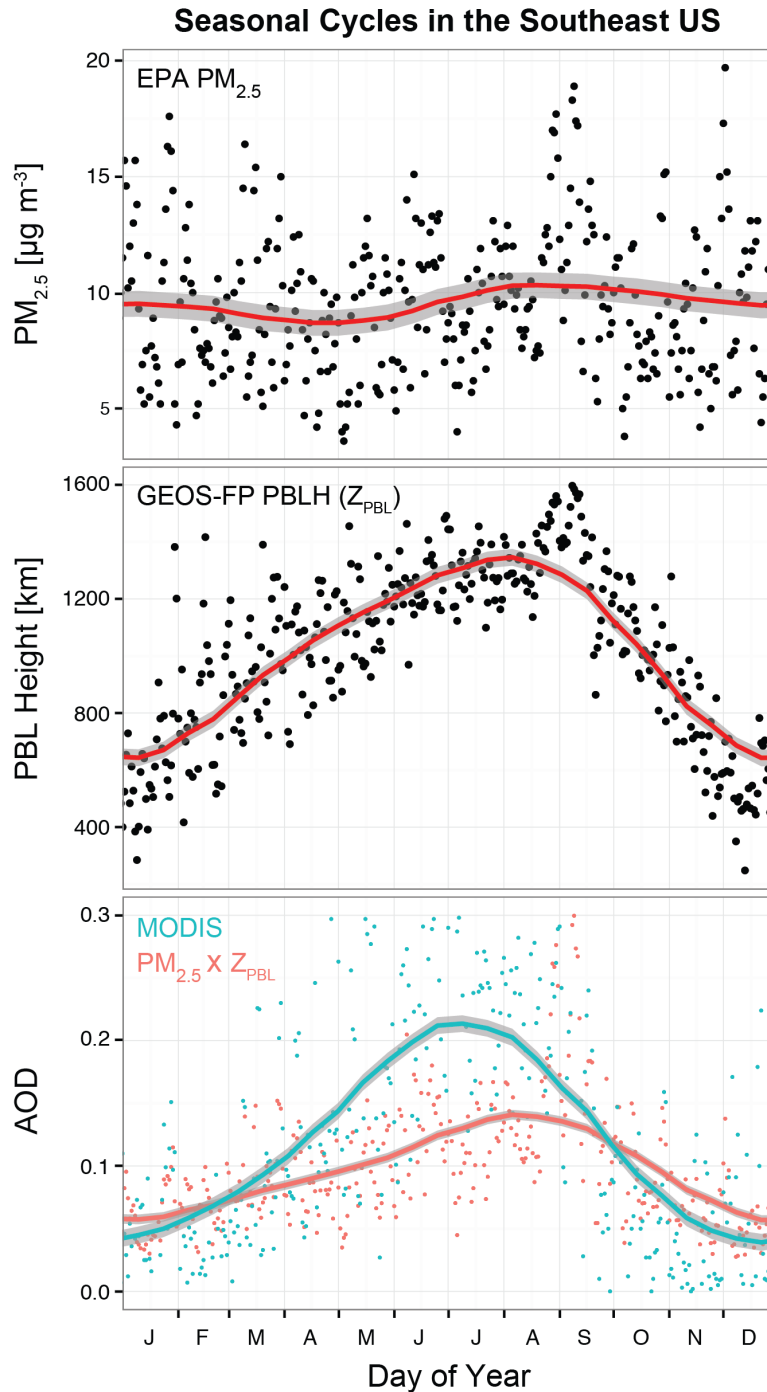 Seasonal Cycles in the Southeast US
EPA PM2.5
PM2.5 [µg m-3]
20
15
10
5
GEOS-FP PBLH (ZPBL)
PBL Height [km]
1600
1200
800
400
MODIS
PM2.5 x ZPBL
AOD
0.3
0.2
0.1
0.0
J F M A M J J A S O N D
Day of Year